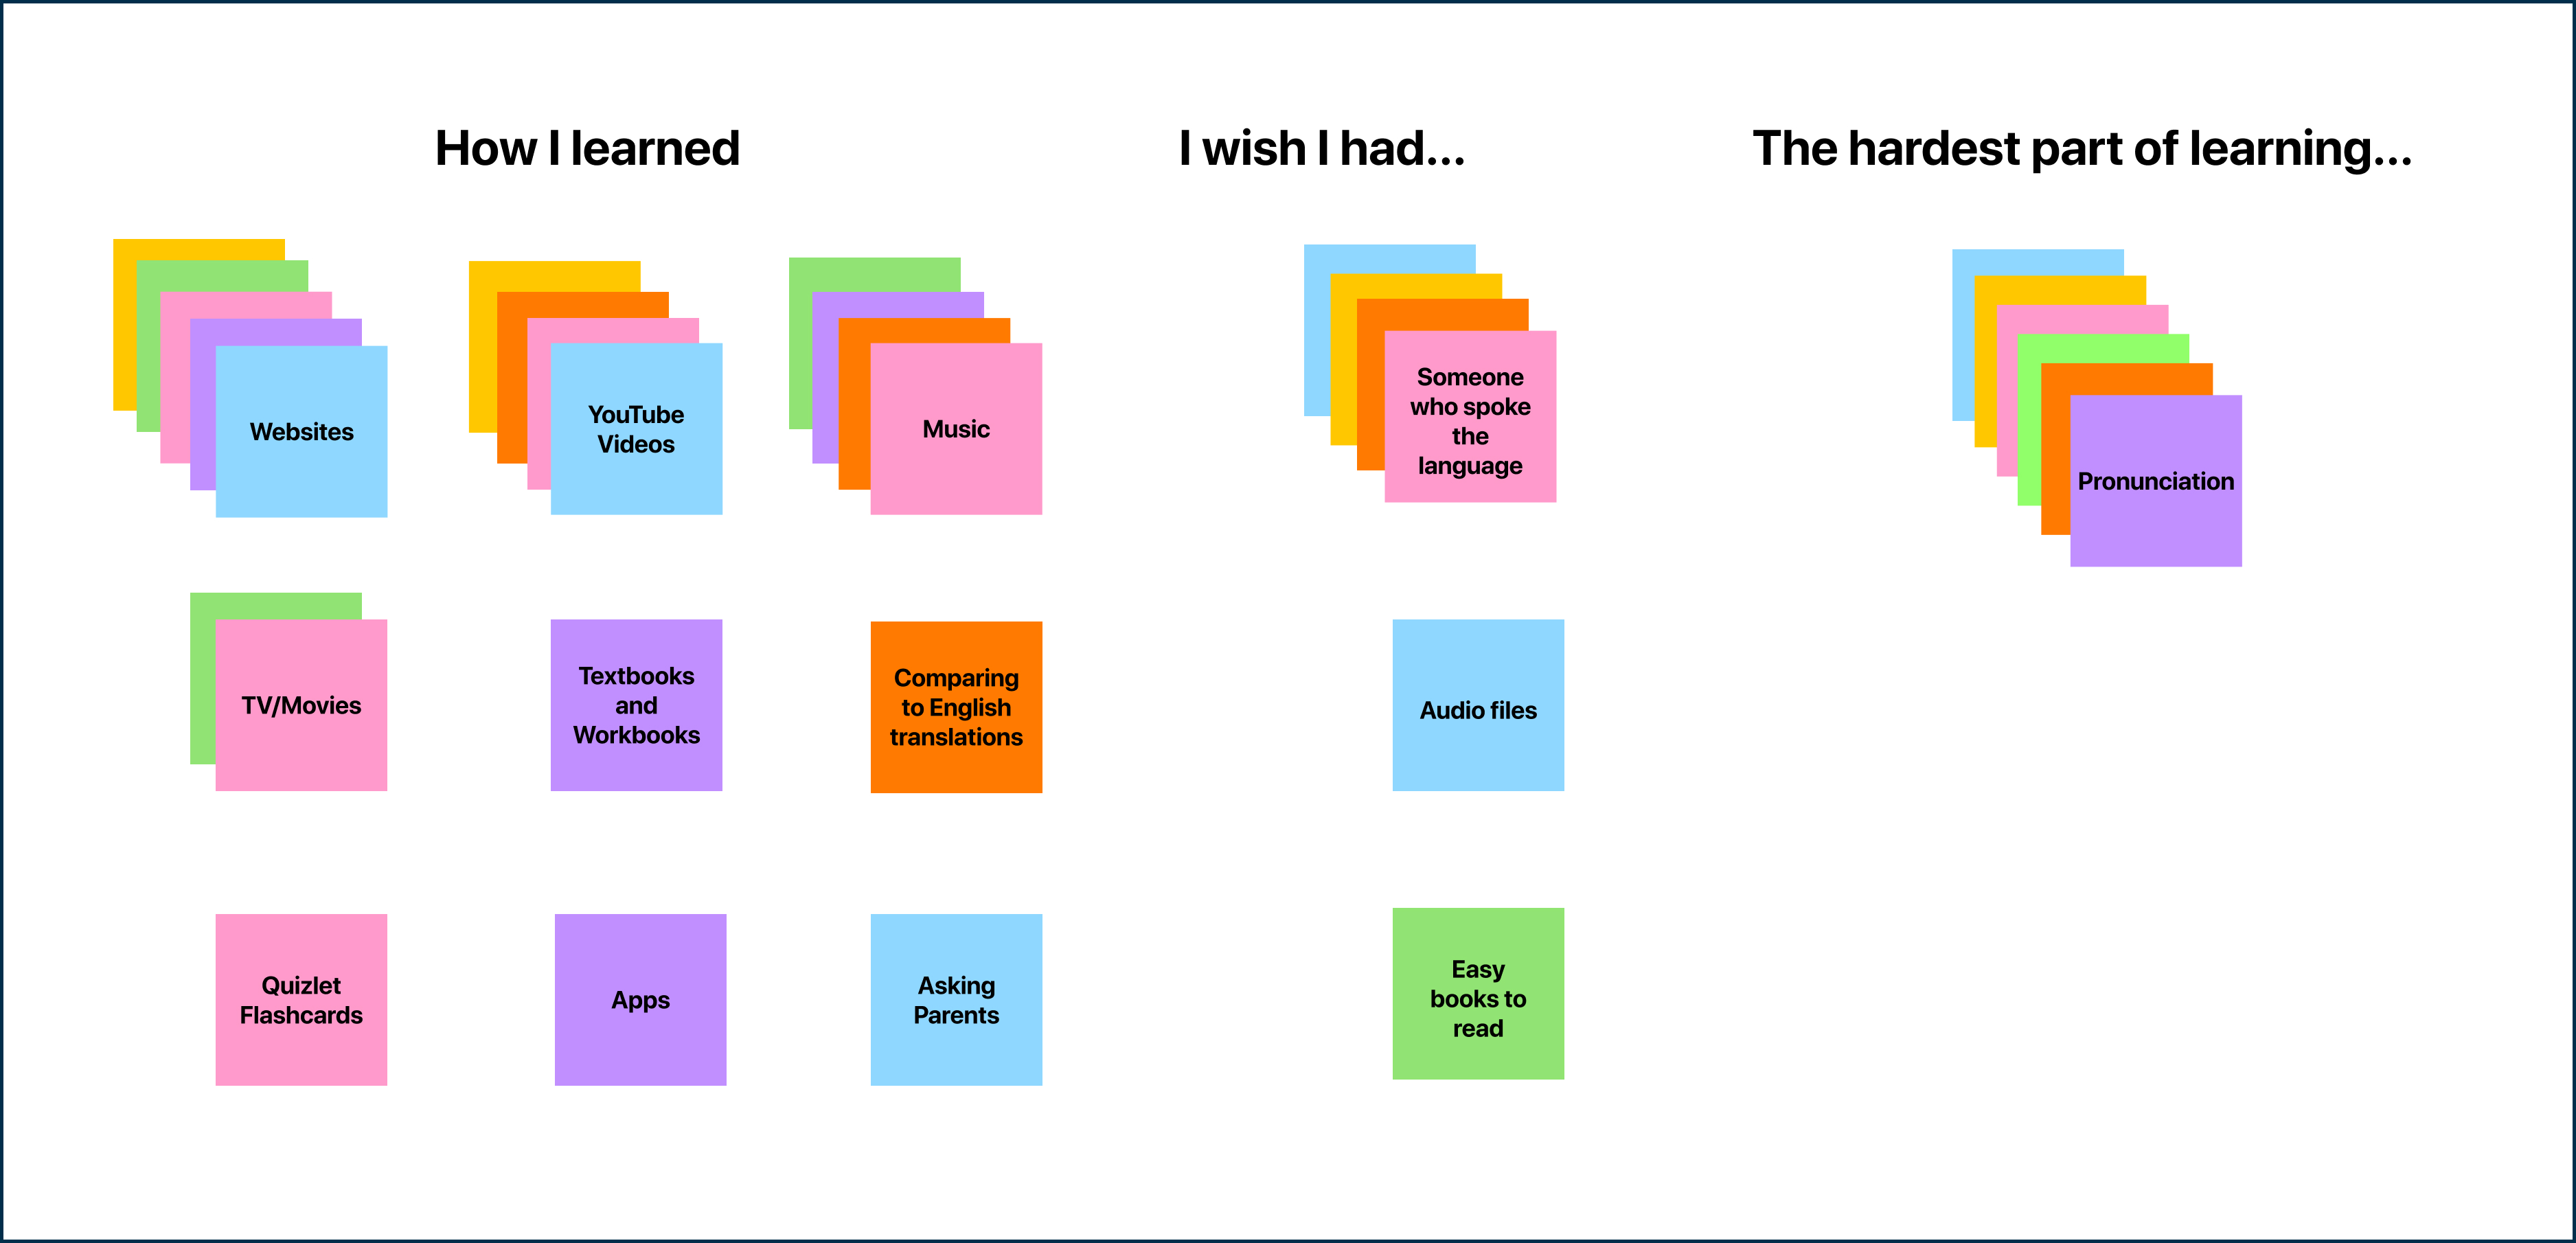 How I learned
I wish I had...
The hardest part of learning...
Websites
YouTube
Videos
Music
Someone
who spoke
the
language
Pronunciation
TV/Movies
Textbooks
and
Workbooks
Comparing
to English
translations
Audio files
Quizlet
Flashcards
Apps
Asking
Parents
Easy
books to
read